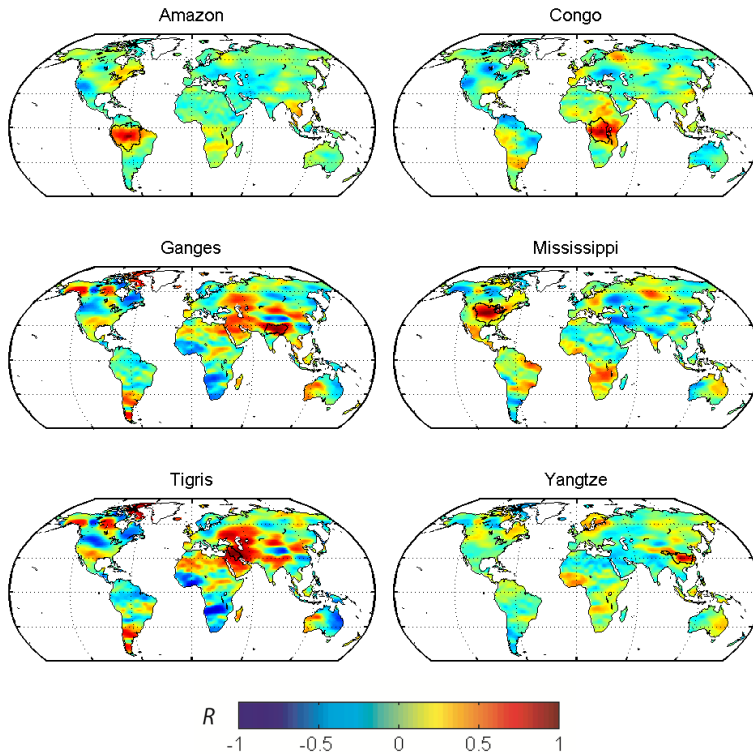 Amazon Congo
Ganges Mississippi
Tigris Yangtze
R
-1 -0.5 0 0.5 1